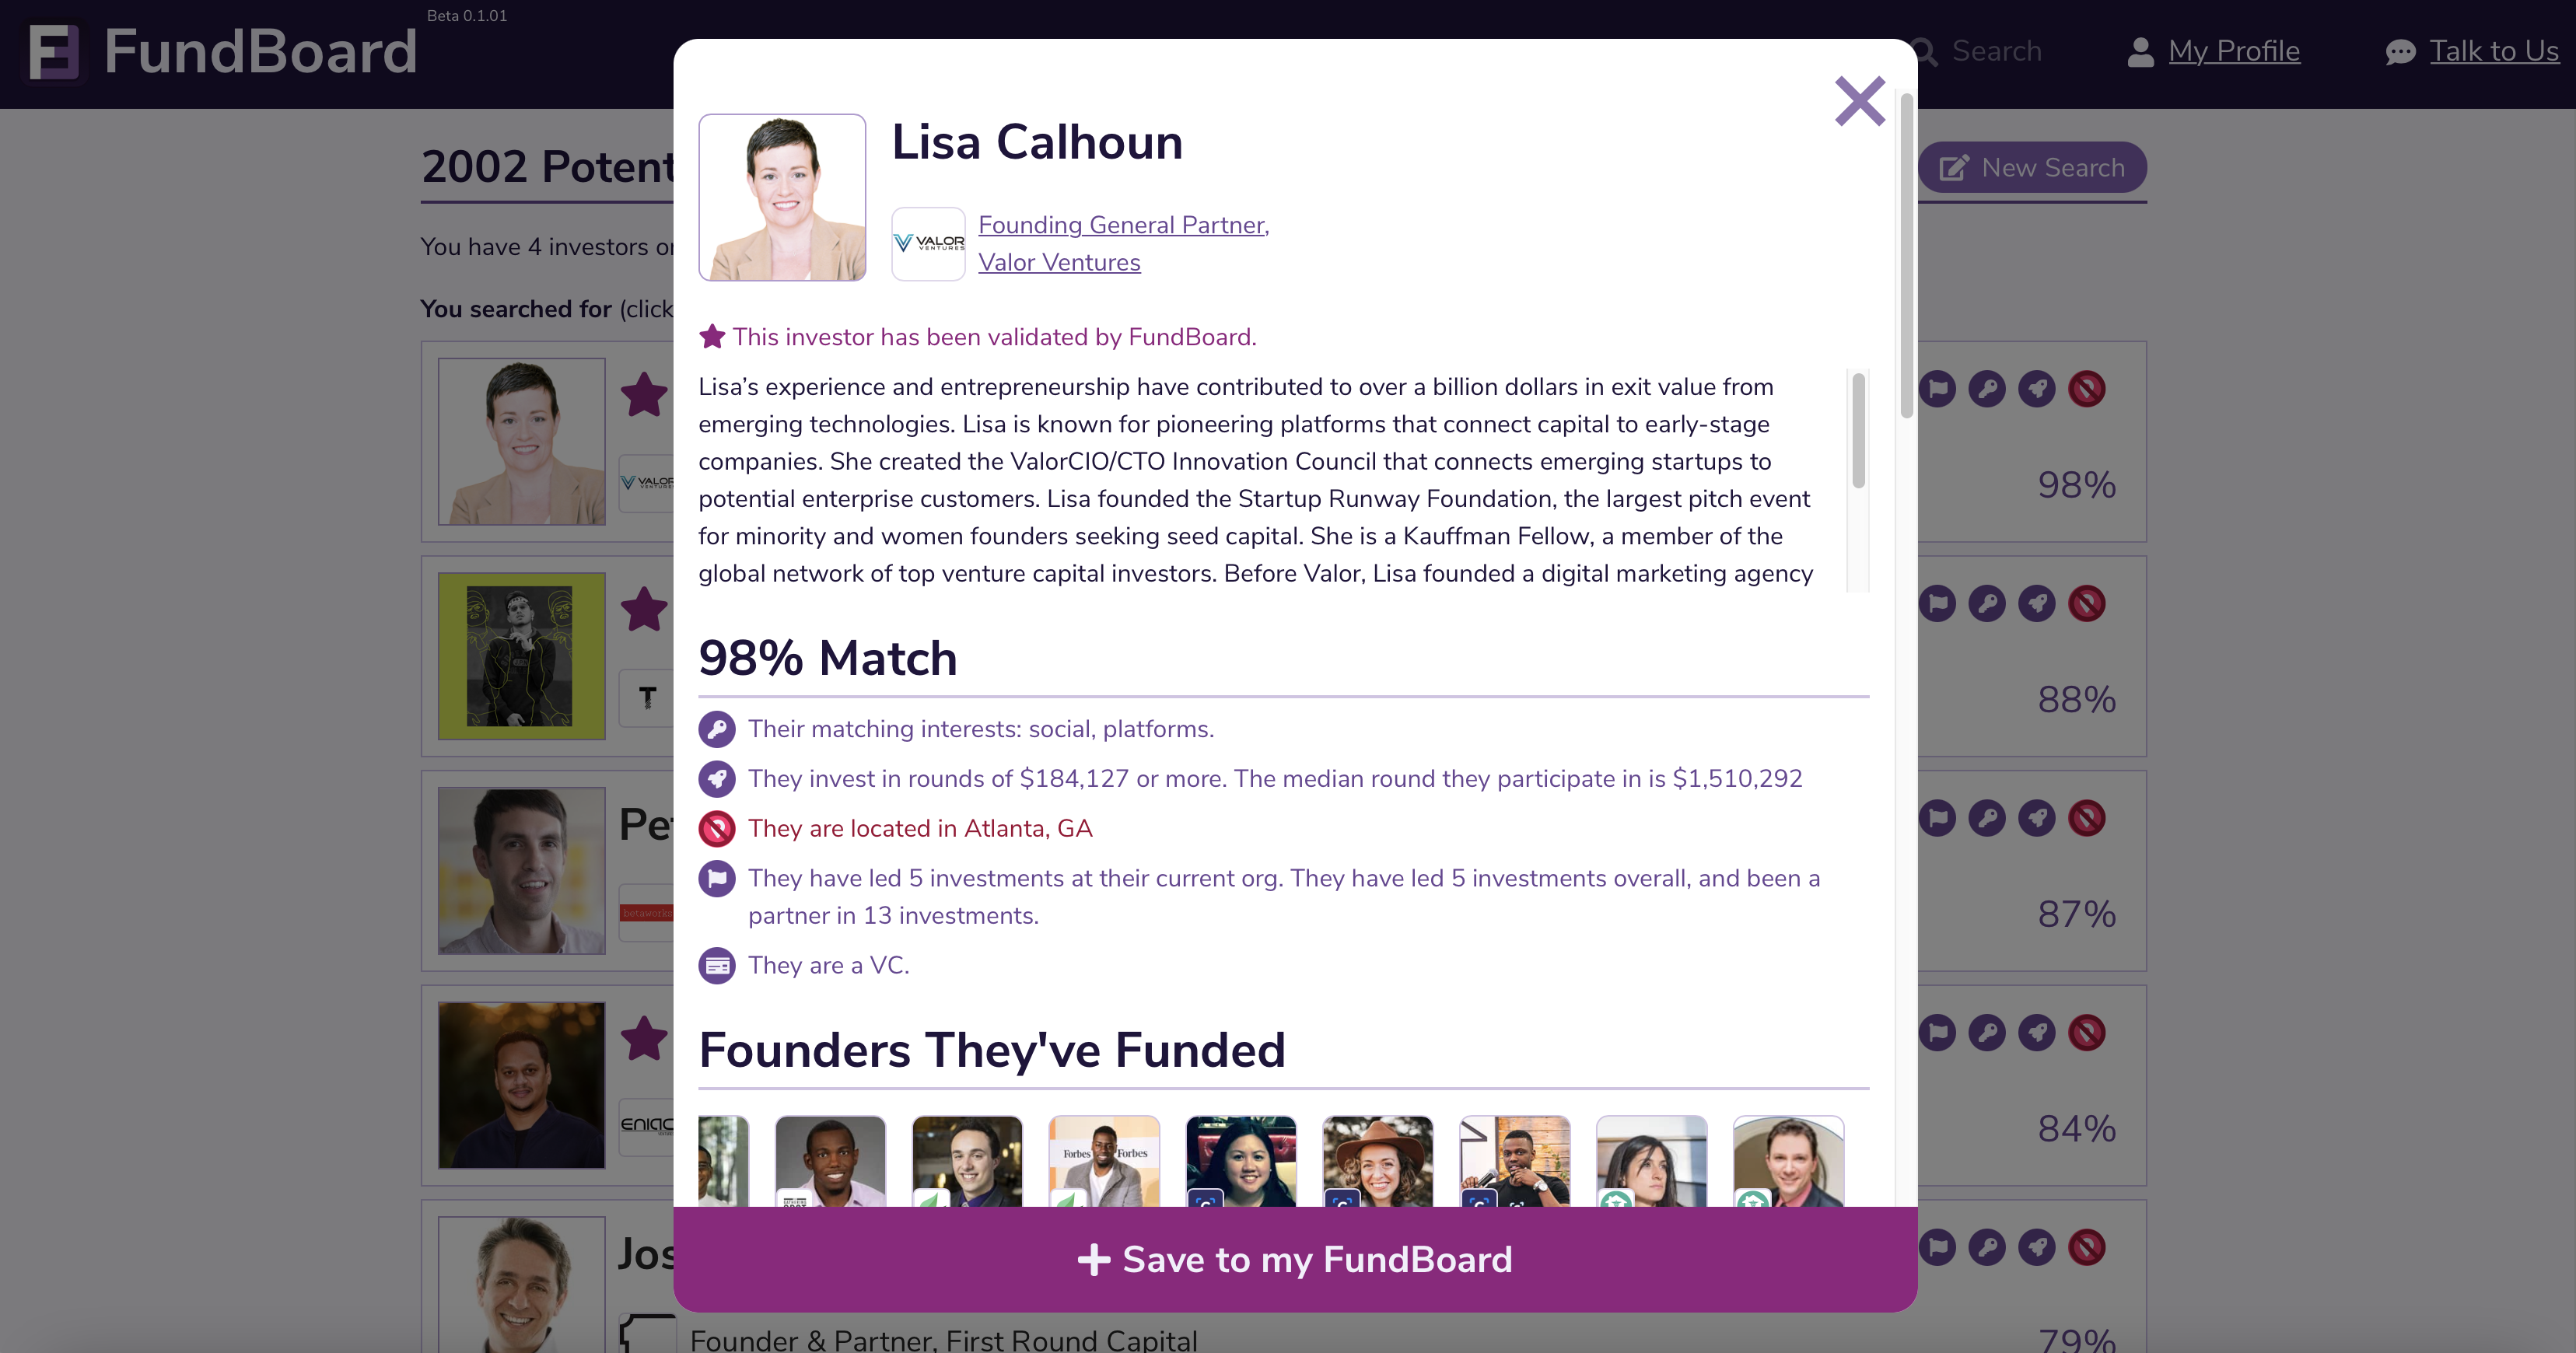 Beta 0.1.01
FundBoard
Search
My Profile
Talk to Us
2002 Potent
New Search
You have 4 investors o
You searched for (click
Lisa Calhoun
VALOR
VENTURES
Founding General Partner,
Valor Ventures
This investor has been validated by FundBoard.
Lisa’s experience and entrepreneurship have contributed to over a billion dollars in exit value from
emerging technologies. Lisa is known for pioneering platforms that connect capital to early-stage
companies. She created the ValorCIO/CTO Innovation Council that connects emerging startups to
potential enterprise customers. Lisa founded the Startup Runway Foundation, the largest pitch event
for minority and women founders seeking seed capital. She is a Kauffman Fellow, a member of the
global network of top venture capital investors. Before Valor, Lisa founded a digital marketing agency
98% Match
Their matching interests: social, platforms.
They invest in rounds of $184,127 or more. The median round they participate in is $1,510,292
They are located in Atlanta, GA
They have led 5 investments at their current org. They have led 5 investments overall, and been a
partner in 13 investments.
They are a VC.
Founders They've Funded
Forbes Forbes
Save to my FundBoard
VALOR
VENTURES
98%
88%
Pe
betaworks
87%
ENIAC
84%
Jos
Founder & Partner, First Round Capital
79%